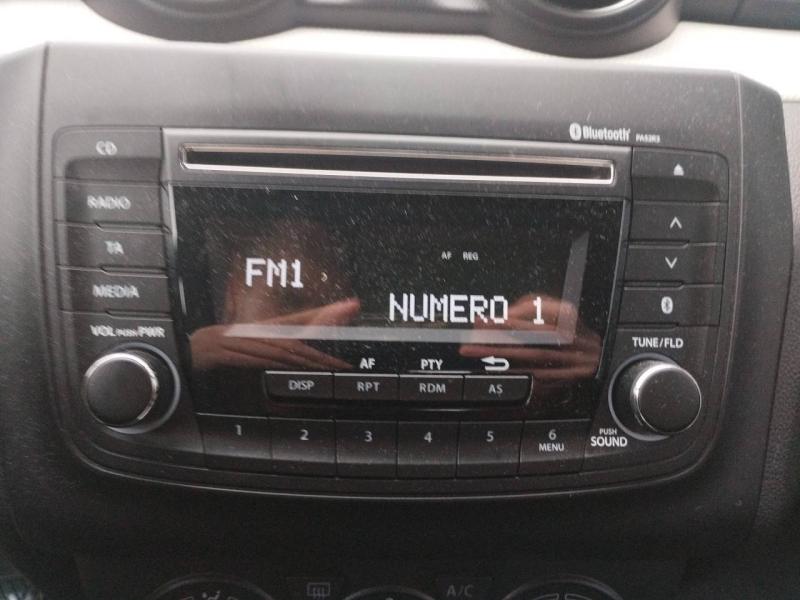 Bluetooth PA52R3
CD
RADIO
TA
MEDIA
VOL PUSH PWR
AF REG
FM1
NUMERO 1
TUNE/FLD
AF PTY
DISP RPT RDM AS
1 2 3 4 5 6
MENU
PUSH
SOUND
A/C